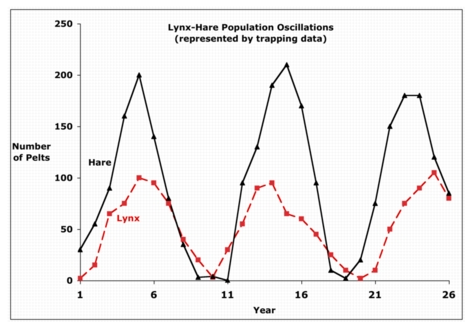 Lynx-Hare Population Oscillations
(represented by trapping data)
250
200
150
100
50
0
Number
of Pelts
Hare
Lynx
1
6
11
16
21
26
Year